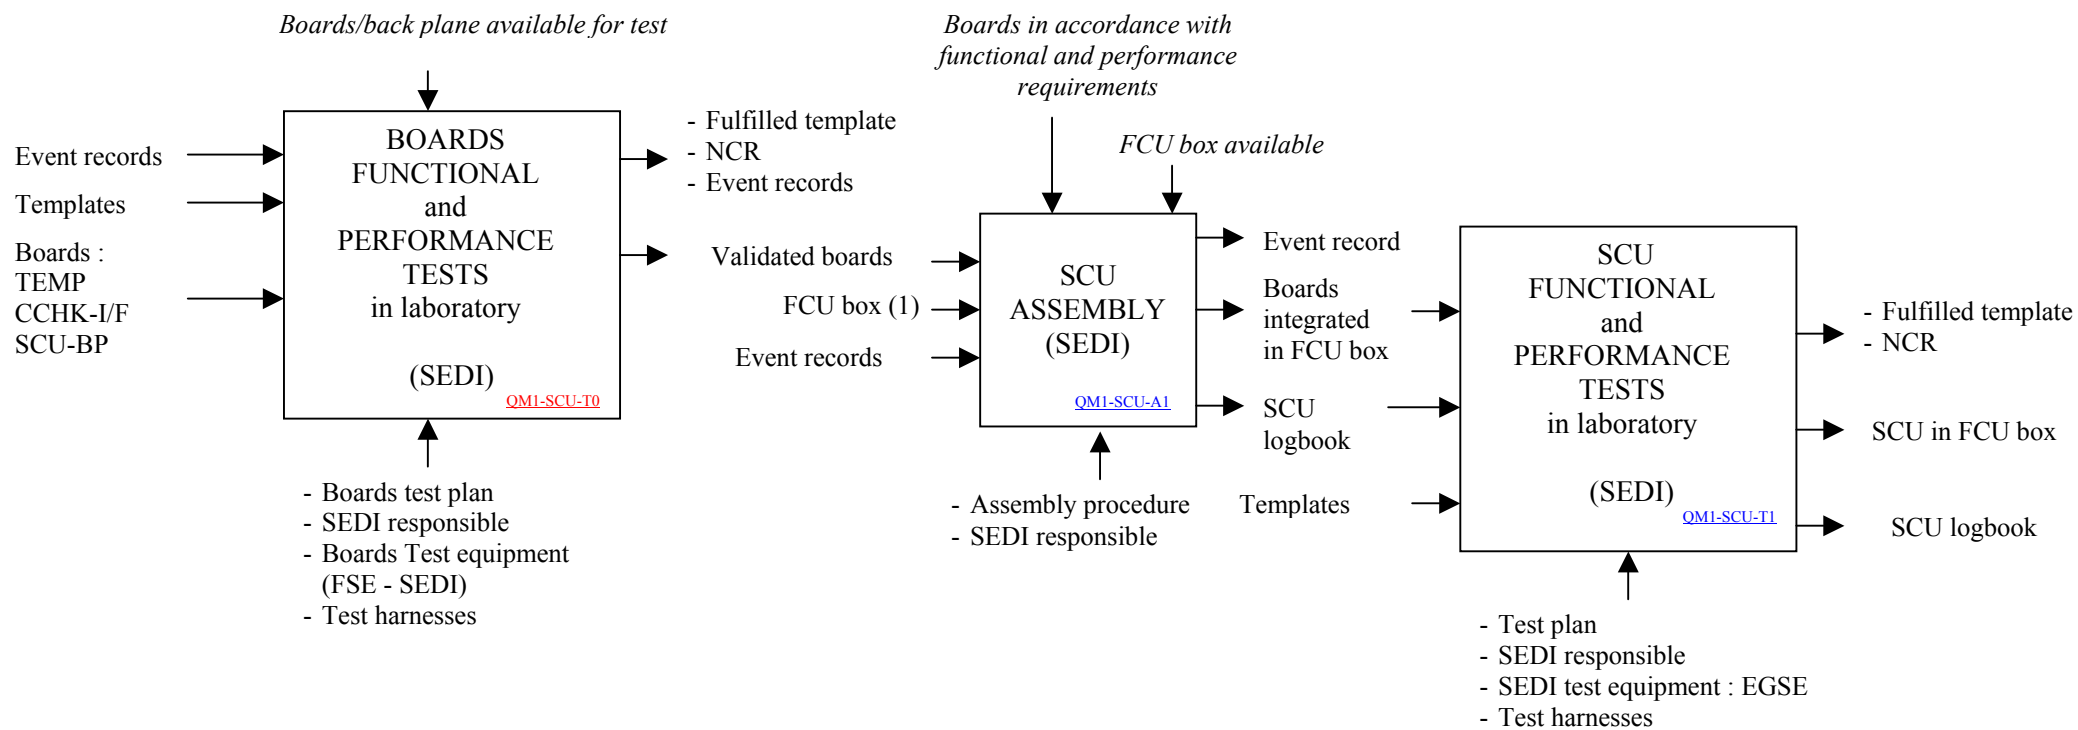 Boards/back plane available for test
Event records
Templates
Boards :
TEMP
CCHK-I/F
SCU-BP
BOARDS
FUNCTIONAL
and
PERFORMANCE
TESTS
in laboratory
(SEDI)
QM1-SCU-T0
- Boards test plan
- SEDI responsible
- Boards Test equipment
(FSE - SEDI)
- Test harnesses
- Fulfilled template
- NCR
- Event records
Boards in accordance with
functional and performance
requirements
FCU box available
Validated boards
FCU box (1)
Event records
SCU
ASSEMBLY
(SEDI)
QM1-SCU-A1
- Assembly procedure
- SEDI responsible
Event record
Boards
integrated
in FCU box
SCU
logbook
Templates
SCU
FUNCTIONAL
and
PERFORMANCE
TESTS
in laboratory
(SEDI)
QM1-SCU-T1
- Test plan
- SEDI responsible
- SEDI test equipment : EGSE
- Test harnesses
- Fulfilled template
- NCR
SCU in FCU box
SCU logbook